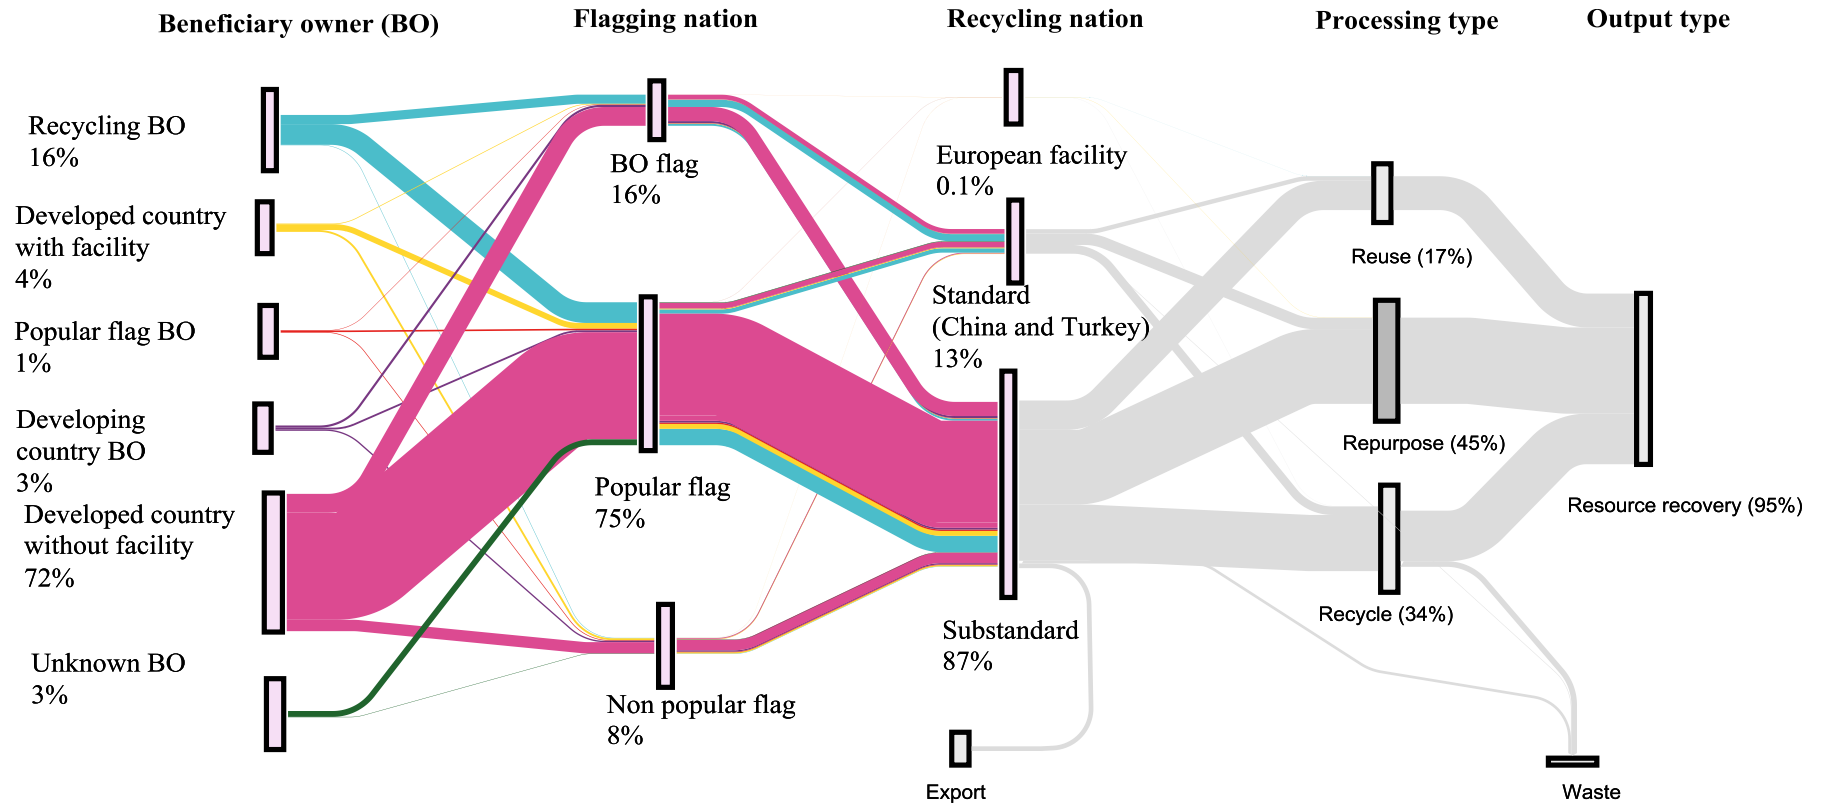 Beneficiary owner (BO)
Flagging nation
Recycling nation
Processing type
Output type
Recycling BO
16%
Developed country
with facility
4%
Popular flag BO
1%
Developing
country BO
3%
Developed country
without facility
72%
Unknown BO
3%
BO flag
16%
Popular flag
75%
Non popular flag
8%
European facility
0.1%
Standard
(China and Turkey)
13%
Substandard
87%
Export
Reuse (17%)
Repurpose (45%)
Recycle (34%)
Resource recovery (95%)
Waste